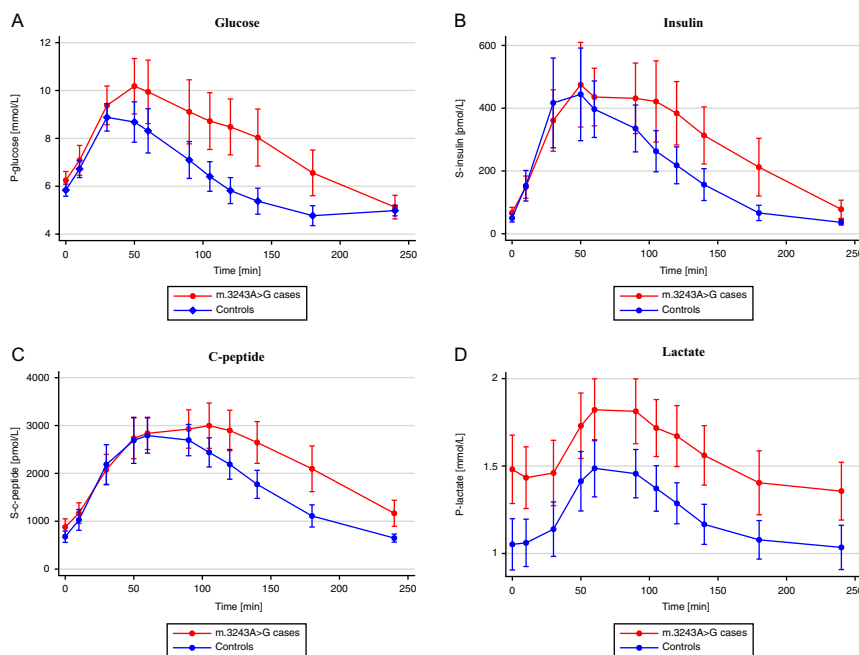 A
Glucose
P-glucose [mmol/L]
12
10
8
6
4
0 50 100 150 200 250
Time [min]
m.3243A>G cases
Controls
B
Insulin
S-insulin [pmol/L]
600
400
200
0
0 50 100 150 200 250
Time [min]
m.3243A>G cases
Controls
C
C-peptide
S-c-peptide [pmol/L]
4000
3000
2000
1000
0
0 50 100 150 200 250
Time [min]
m.3243A>G cases
Controls
D
Lactate
P-lactate [mmol/L]
2
1.5
1
0 50 100 150 200 250
Time [min]
m.3243A>G cases
Controls